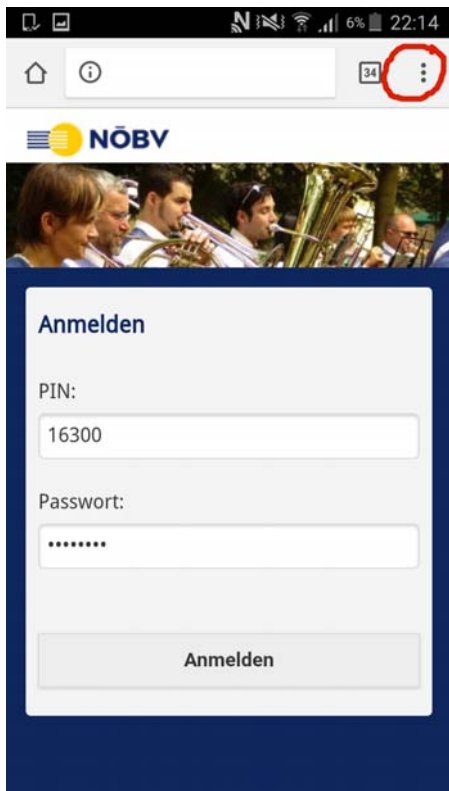 6% 22:14
34
NÖBV
Anmelden
PIN:
16300
Passwort:
••••••••
Anmelden